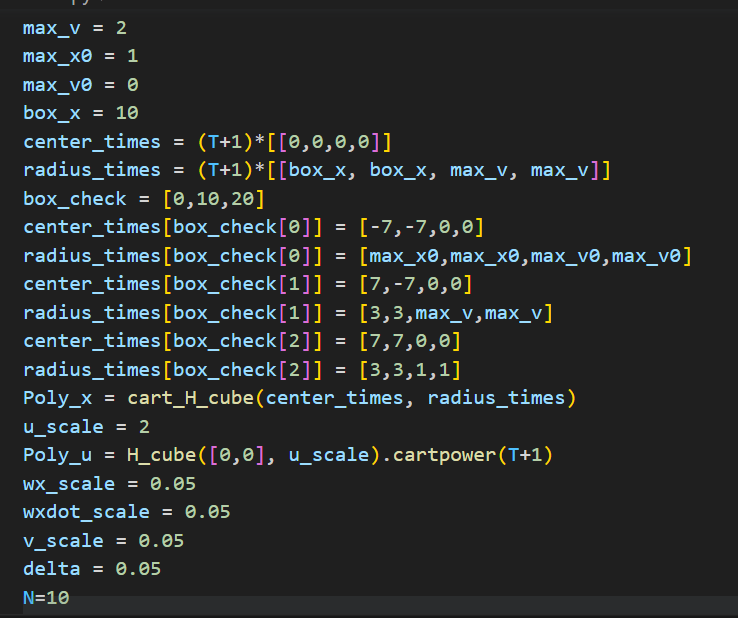 max_v = 2
max_x0 = 1
max_v0 = 0
box_x = 10
center_times = (T+1)*[[0,0,0,0]]
radius_times = (T+1)*[[box_x, box_x, max_v, max_v]]
box_check = [0,10,20]
center_times[box_check[0]] = [-7,-7,0,0]
radius_times[box_check[0]] = [max_x0,max_x0,max_v0,max_v0]
center_times[box_check[1]] = [7,-7,0,0]
radius_times[box_check[1]] = [3,3,max_v,max_v]
center_times[box_check[2]] = [7,7,0,0]
radius_times[box_check[2]] = [3,3,1,1]
Poly_x = cart_H_cube(center_times, radius_times)
u_scale = 2
Poly_u = H_cube([0,0], u_scale).cartpower(T+1)
wx_scale = 0.05
wxdot_scale = 0.05
v_scale = 0.05
delta = 0.05
N=10